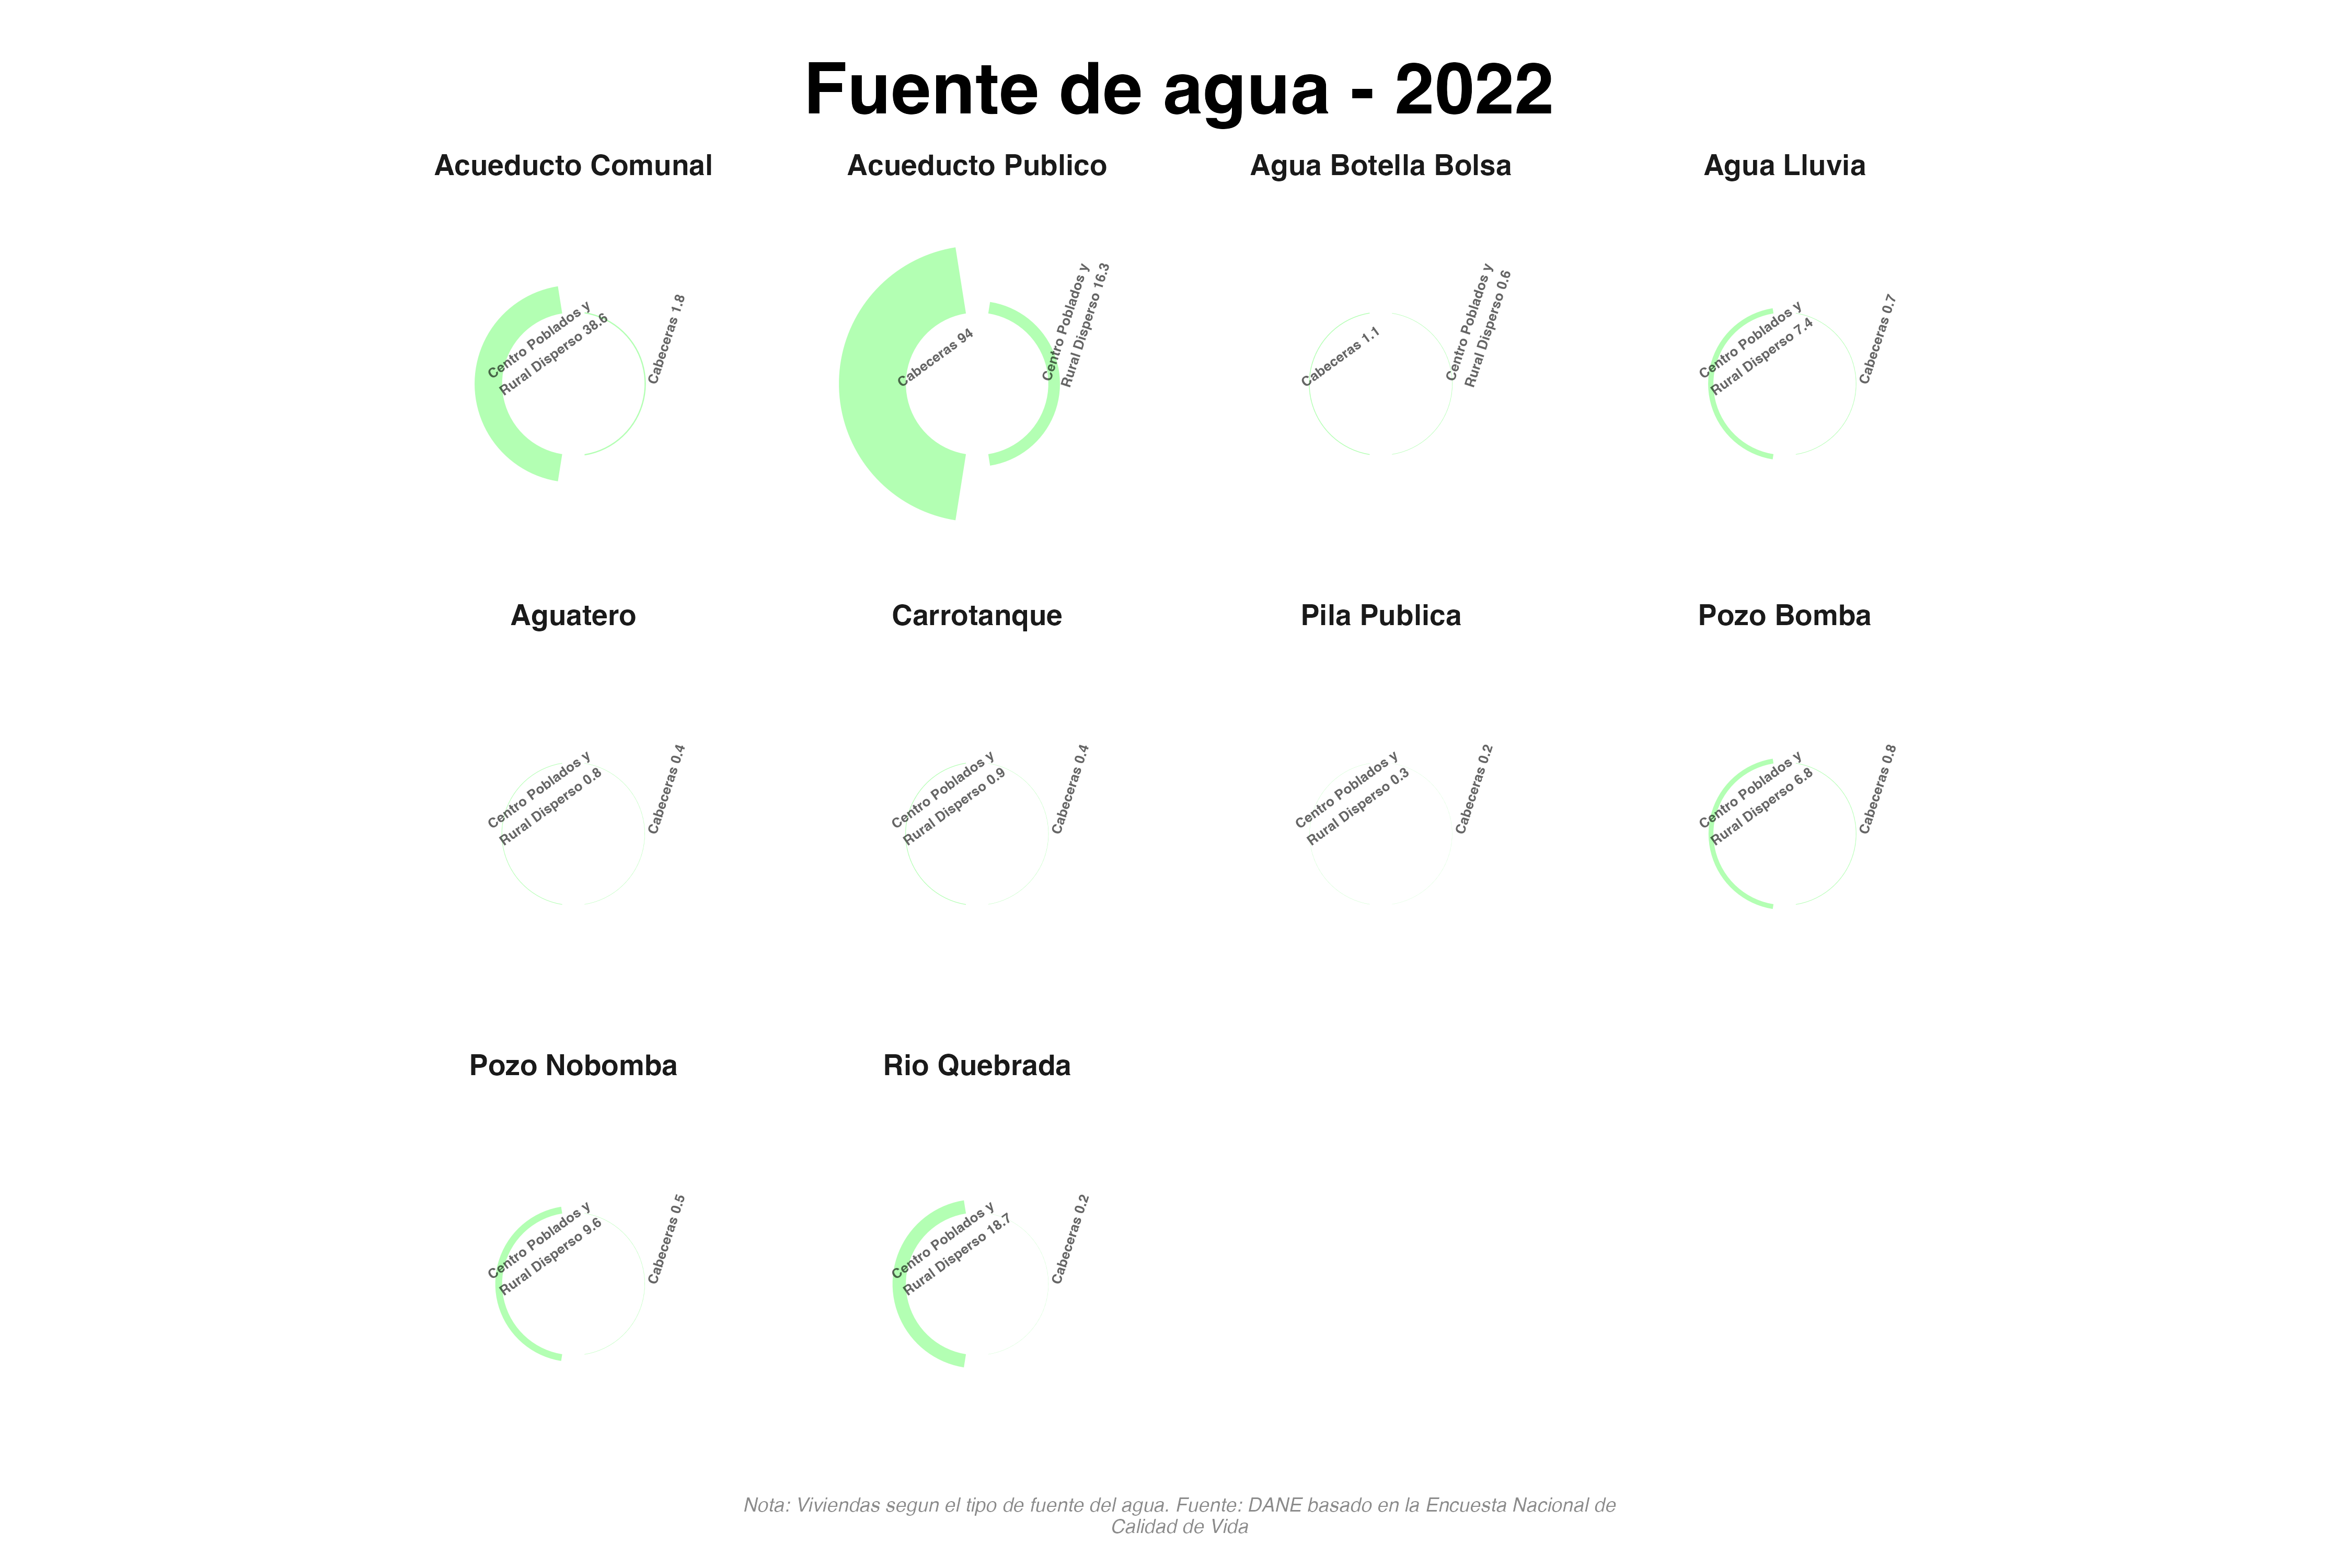 Fuente de agua - 2022
Acueducto Comunal
Centro Poblados y
Rural Disperso 38.6
Cabeceras 1.8
Acueducto Publico
Cabeceras 94
Centro Poblados y
Rural Disperso 16.3
Agua Botella Bolsa
Cabeceras 1.1
Centro Poblados y
Rural Disperso 0.6
Agua Lluvia
Centro Poblados y
Rural Disperso 7.4
Cabeceras 0.7
Aguatero
Centro Poblados y
Rural Disperso 0.8
Cabeceras 0.4
Carrotanque
Centro Poblados y
Rural Disperso 0.9
Cabeceras 0.4
Pila Publica
Centro Poblados y
Rural Disperso 0.3
Cabeceras 0.2
Pozo Bomba
Centro Poblados y
Rural Disperso 6.8
Cabeceras 0.8
Pozo Nobomba
Centro Poblados y
Rural Disperso 9.6
Cabeceras 0.5
Rio Quebrada
Centro Poblados y
Rural Disperso 18.7
Cabeceras 0.2
Nota: Viviendas segun el tipo de fuente del agua. Fuente: DANE basado en la Encuesta Nacional de
Calidad de Vida